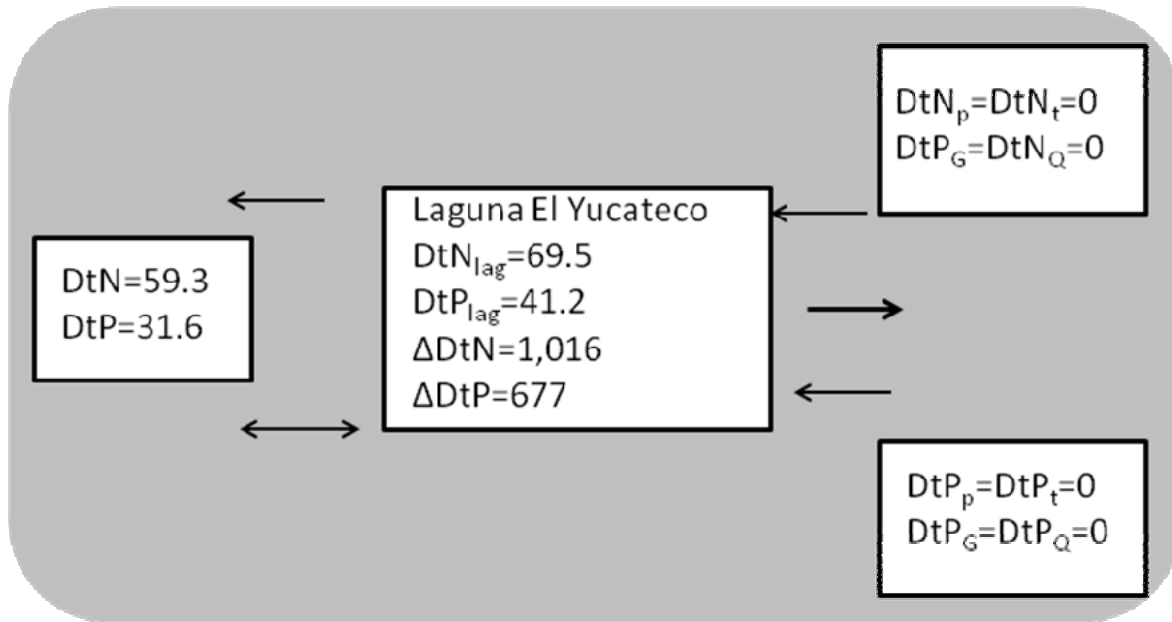 DtN=59.3
DtP=31.6
Laguna El Yucateco
DtNlag=69.5
DtPlag=41.2
ΔDtN=1,016
ΔDtP=677
DtNp=DtNt=0
DtPG=DtNQ=0
DtPp=DtPt=0
DtPG=DtPQ=0